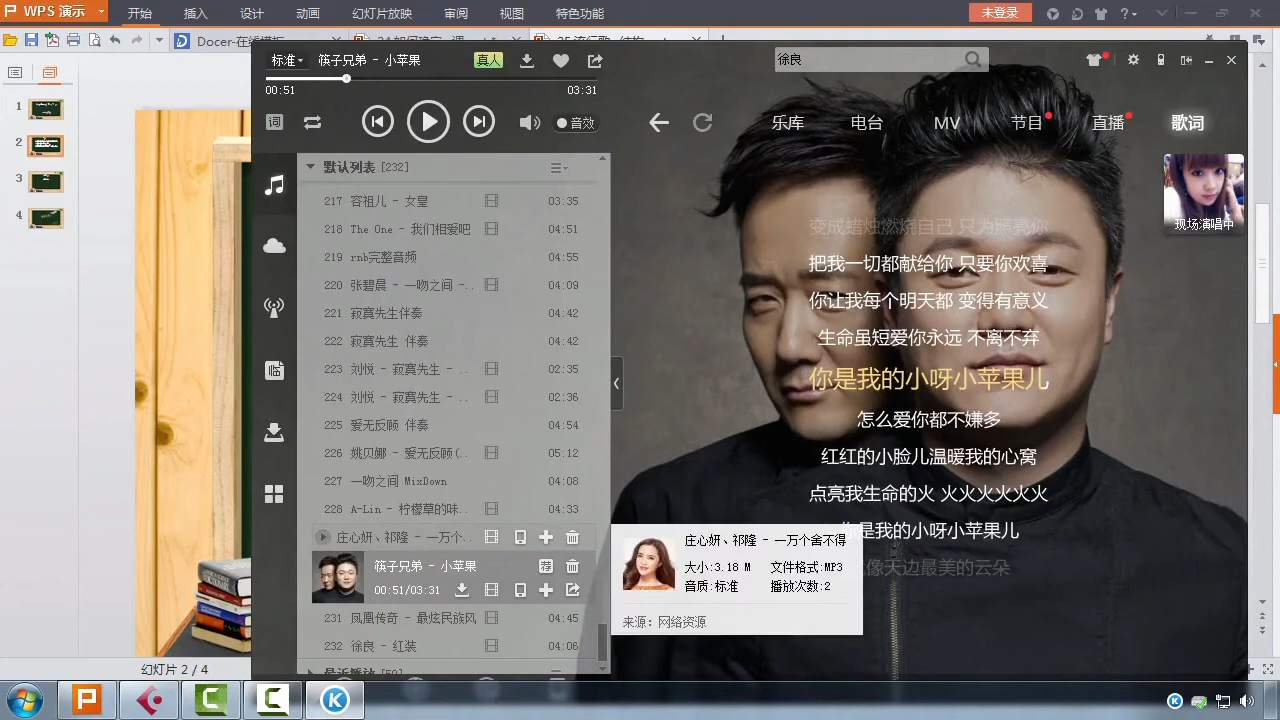 WPS 演示
开始
插入
设计
动画
幻灯片放映
审阅
视图
特色功能
未登录
Docer-在线模板
标准
筷子兄弟 - 小苹果
真人
徐良
00:51
03:31
词
音效
乐库
电台
MV
节目
直播
歌词
默认列表 [232]
217 容祖儿 - 女皇 03:35
218 The One - 我们相爱吧 04:51
219 rnb完整音频 04:55
220 张靓晨 - 一吻之间 -.. 04:09
221 寂寞先生伴奏 04:42
222 寂寞先生 伴奏 04:42
223 刘悦 - 寂寞先生 - .. 02:35
224 刘悦 - 寂寞先生 - .. 02:36
225 爱无反顾 伴奏 04:54
226 姚贝娜 - 爱无反顾(. 05:12
227 一吻之间 MixDown 04:08
228 A-Lin - 柠檬草的味.. 04:33
庄心妍、祁隆 - 一万个.
筷子兄弟 - 小苹果
00:51/03:31
231 04:45
232 徐良 - 红装 04:06
变成蜡烛燃烧自己 只为照亮你
把我一切都献给你 只要你欢喜
你让我每个明天都 变得有意义
生命虽短爱你永远 不离不弃
你是我的小呀小苹果儿
怎么爱你都不嫌多
红红的小脸儿温暖我的心窝
点亮我生命的火 火火火火火火
你是我的小呀小苹果儿
像天边最美的云朵
现场演唱中
庄心妍、祁隆 - 一万个舍不得
大小:3.18 M 文件格式:MP3
音质:标准 播放次数:2
来源: 网络资源
1
2
3
4
幻灯片 2 / 4